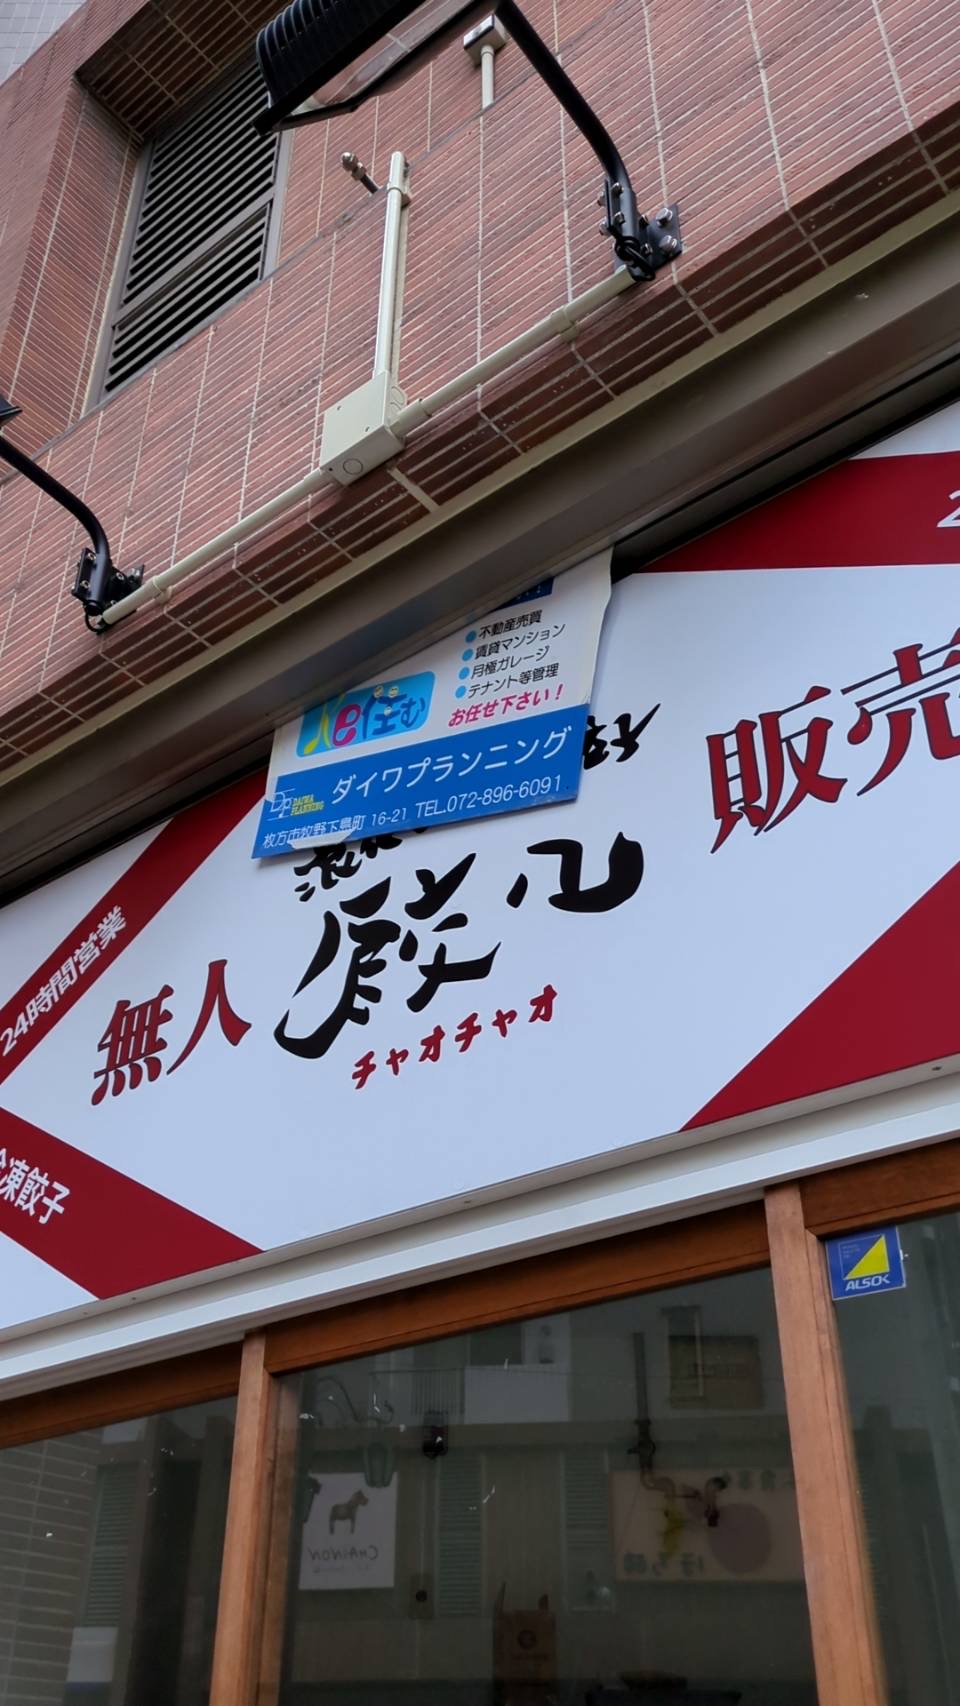 不動産売買
賃貸マンション
月極ガレージ
テナント等管理
お任せ下さい!
住む
ダイワプランニング
DAIWA
PLANNING
枚方市牧野下島町 16-21 TEL.072-896-6091
24時間営業
無人
餃
チャオチャオ
販売
冷凍餃子
ALSOK
CHAINON